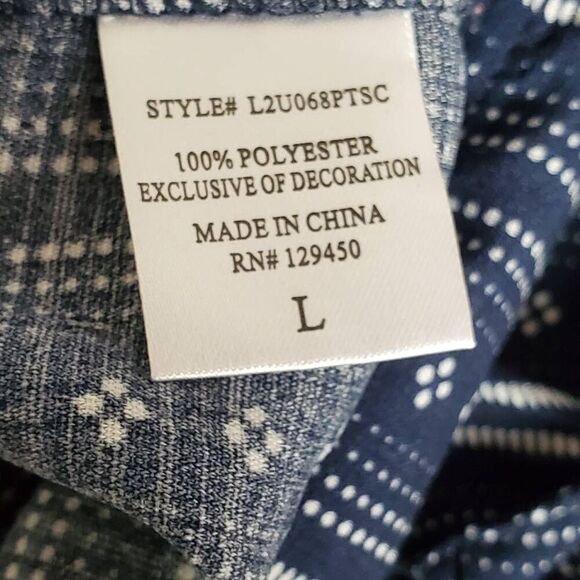 STYLE# L2U068PTSC
100% POLYESTER
EXCLUSIVE OF DECORATION
MADE IN CHINA
RN# 129450
L